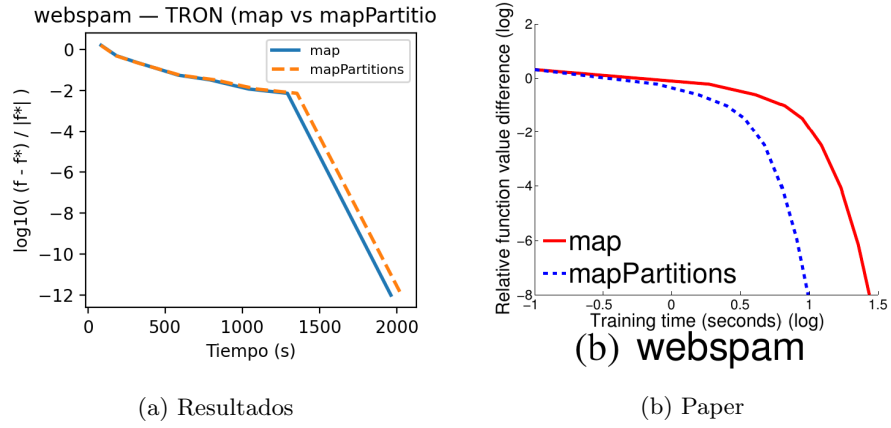 webspam — TRON (map vs mapPartitio
map
mapPartitions
0
−2
−4
−6
−8
−10
−12
log10( (f - f*) / |f*| )
0
500
1000
1500
2000
Tiempo (s)
(a) Resultados
2
0
−2
−4
−6
−8
Relative function value difference (log)
map
mapPartitions
−1
−0.5
0
0.5
1
1.5
Training time (seconds) (log)
(b) webspam
(b) Paper